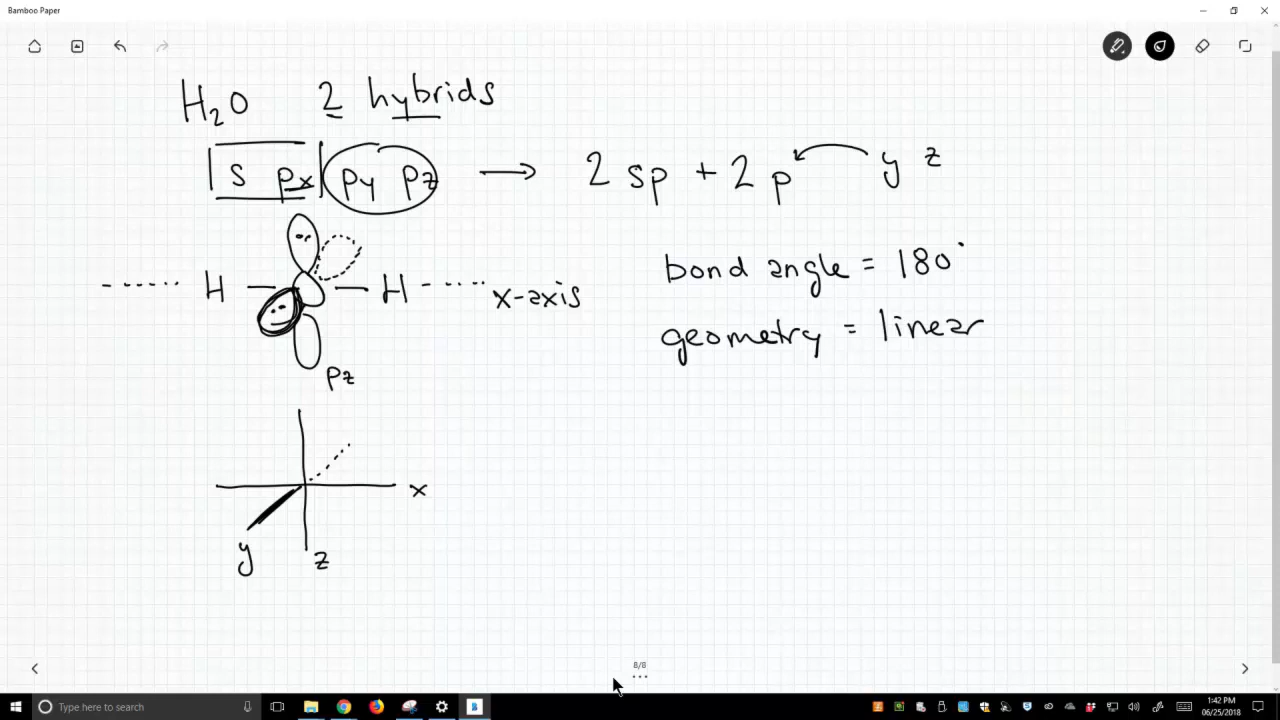 Bamboo Paper
H₂O 2 hybrids
s px py pz → 2 sp + 2 p y z
bond angle = 180°
H H x-axis
geometry = linear
pz
x
y
z
8/8
Type here to search
1:42 PM
06/25/2018